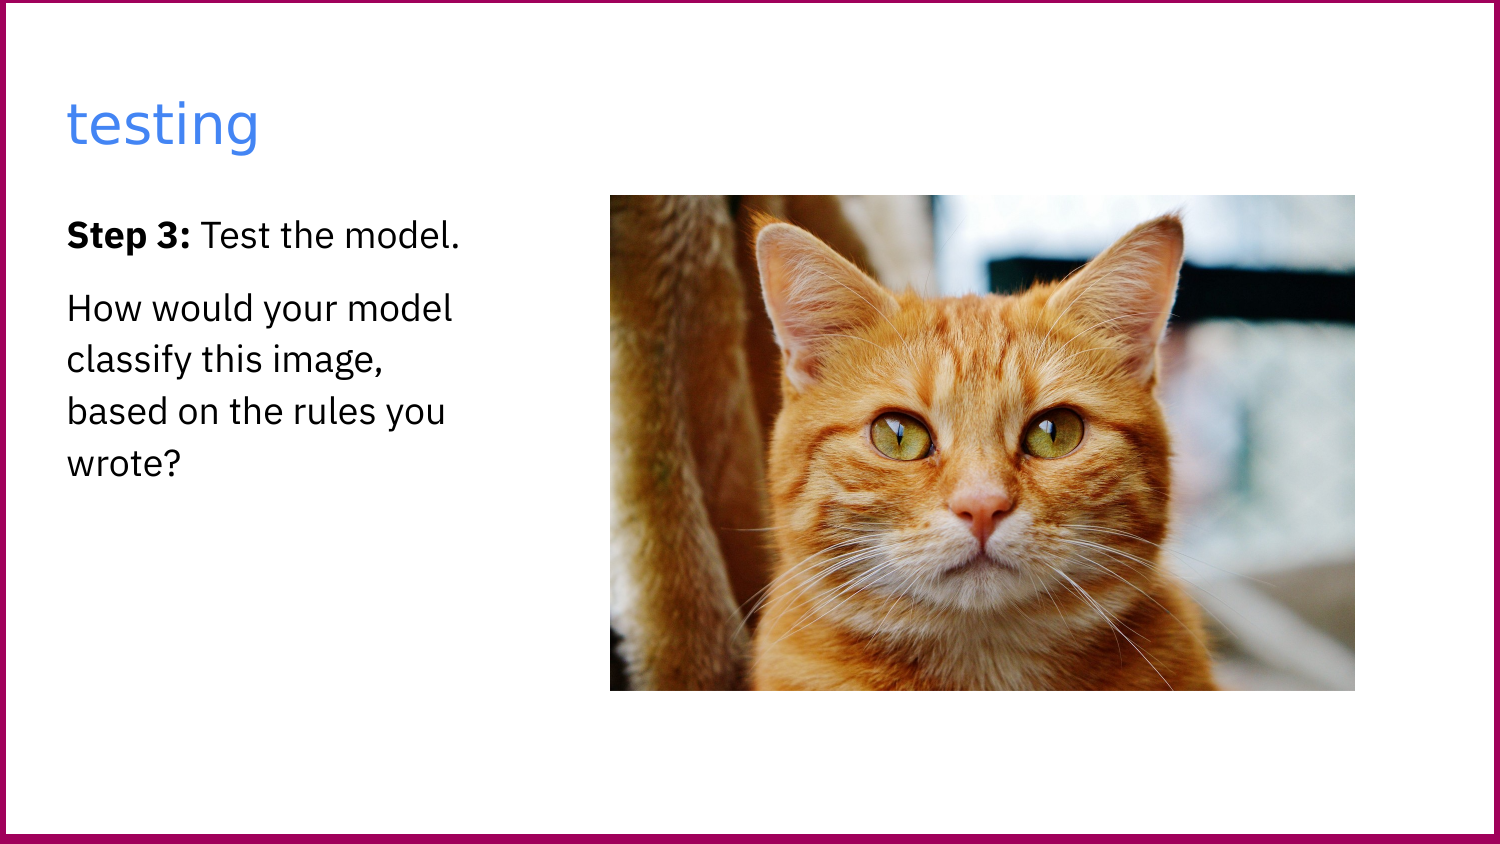 testing
Step 3: Test the model.
How would your model
classify this image,
based on the rules you
wrote?